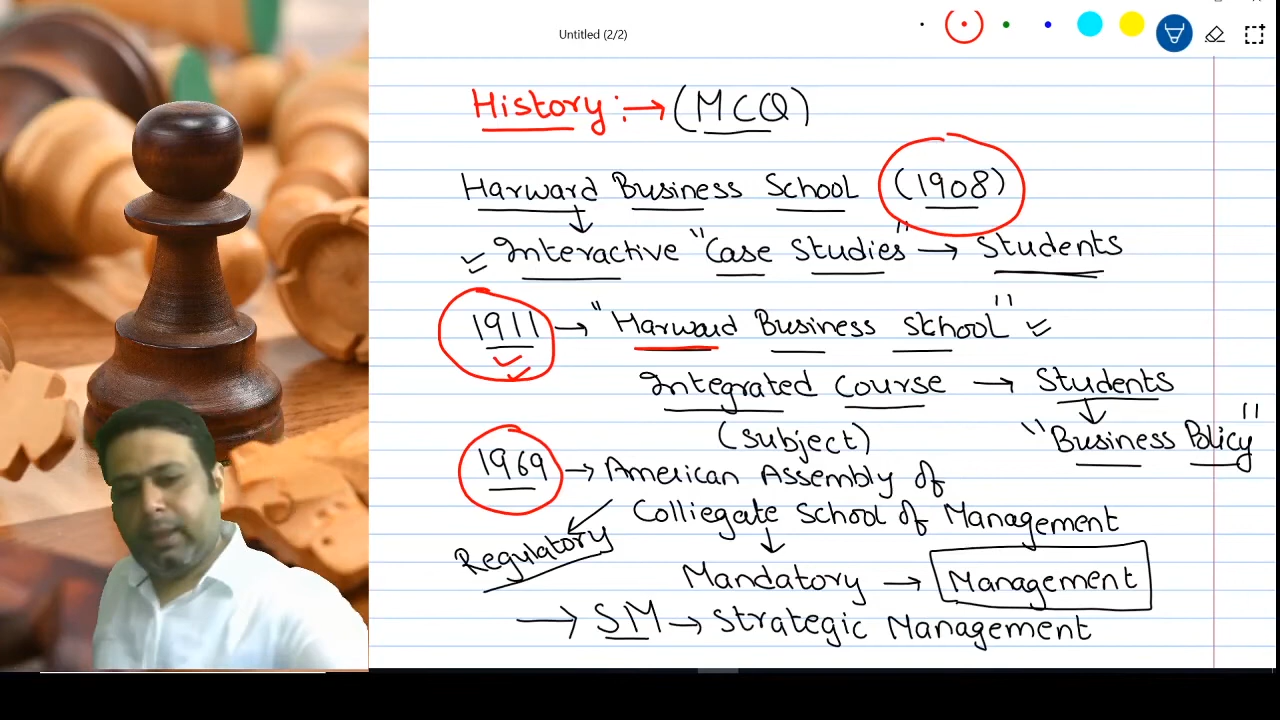 Untitled (2/2)
History:→ (MCQ)
Harward Business School (1908)
Interactive "Case Studies" → Students
1911 → "Harward Business school"
Integrated Course → Students
(subject) "Business Policy"
1969 → American Assembly of
Colliegate School of Management
Regulatory
Mandatory → Management
→ SM → Strategic Management